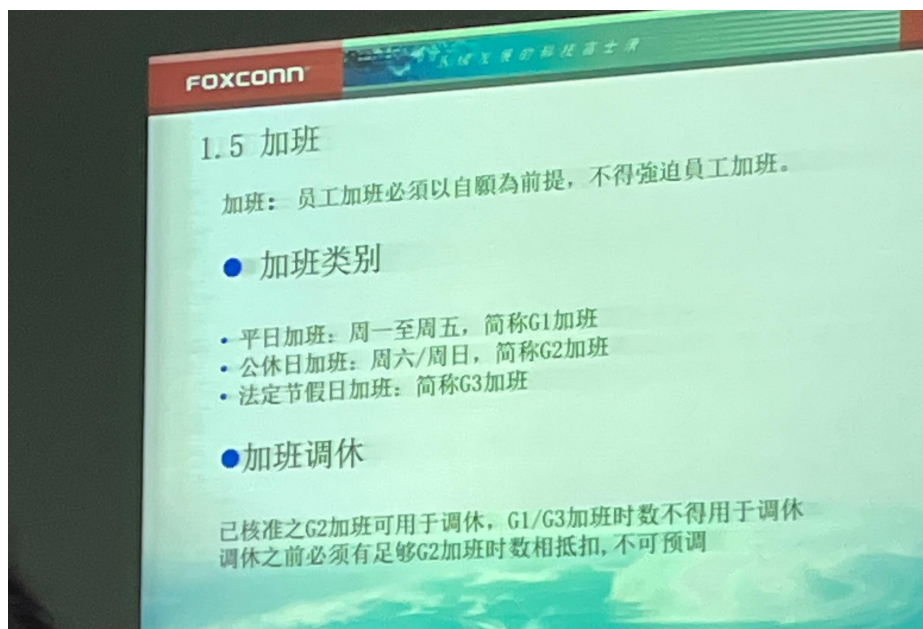 FOXCONN
科技富士康
1.5 加班
加班： 员工加班必須以自願為前提，不得強迫員工加班。
● 加班类别
• 平日加班：周一至周五，简称G1加班
• 公休日加班：周六/周日，简称G2加班
• 法定节假日加班：简称G3加班
●加班调休
已核准之G2加班可用于调休，G1/G3加班时数不得用于调休
调休之前必须有足够G2加班时数相抵扣,不可预调